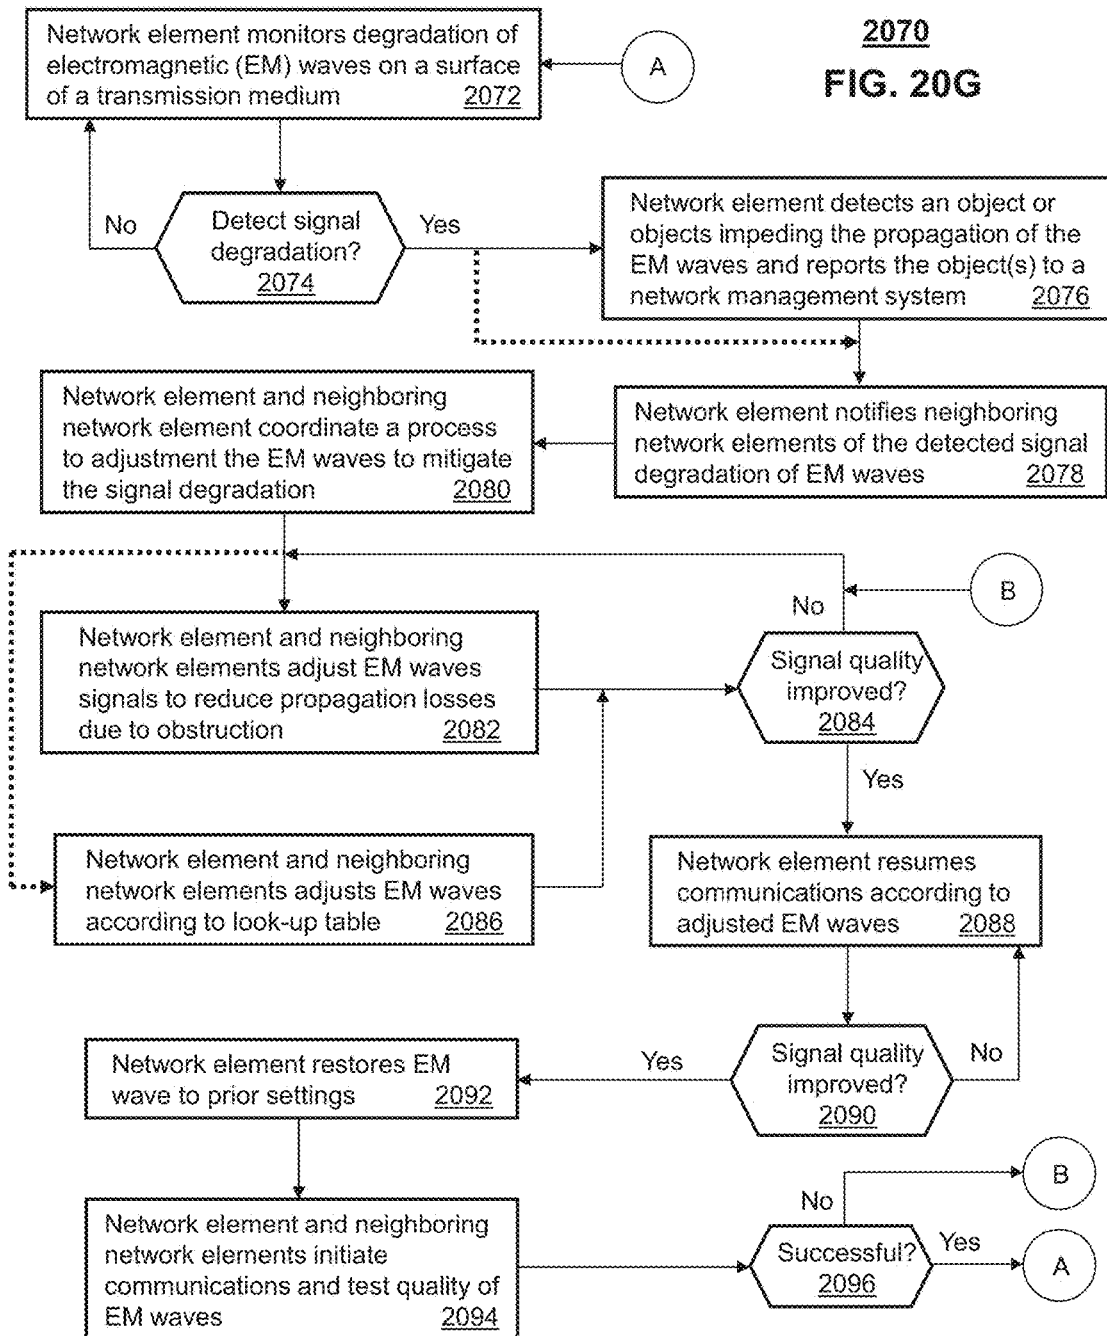 2070
FIG. 20G
Network element monitors degradation of
electromagnetic (EM) waves on a surface
of a transmission medium 2072
A
No
Detect signal
degradation?
2074
Yes
Network element detects an object or
objects impeding the propagation of the
EM waves and reports the object(s) to a
network management system 2076
Network element and neighboring
network element coordinate a process
to adjustment the EM waves to mitigate
the signal degradation 2080
Network element notifies neighboring
network elements of the detected signal
degradation of EM waves 2078
No
B
Network element and neighboring
network elements adjust EM waves
signals to reduce propagation losses
due to obstruction 2082
Signal quality
improved?
2084
Yes
Network element and neighboring
network elements adjusts EM waves
according to look-up table 2086
Network element resumes
communications according to
adjusted EM waves 2088
Network element restores EM
wave to prior settings 2092
Yes
Signal quality
improved?
2090
No
Network element and neighboring
network elements initiate
communications and test quality of
EM waves 2094
No
B
Successful?
2096
Yes
A